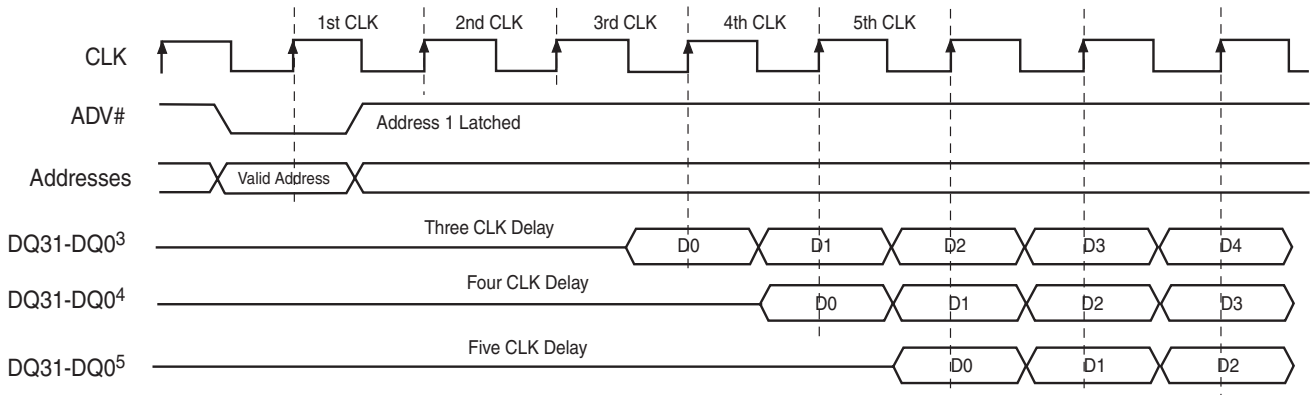 1st CLK 2nd CLK 3rd CLK 4th CLK 5th CLK
CLK
ADV# Address 1 Latched
Addresses Valid Address
DQ31-DQ0³ Three CLK Delay D0 D1 D2 D3 D4
DQ31-DQ0⁴ Four CLK Delay D0 D1 D2 D3
DQ31-DQ0⁵ Five CLK Delay D0 D1 D2